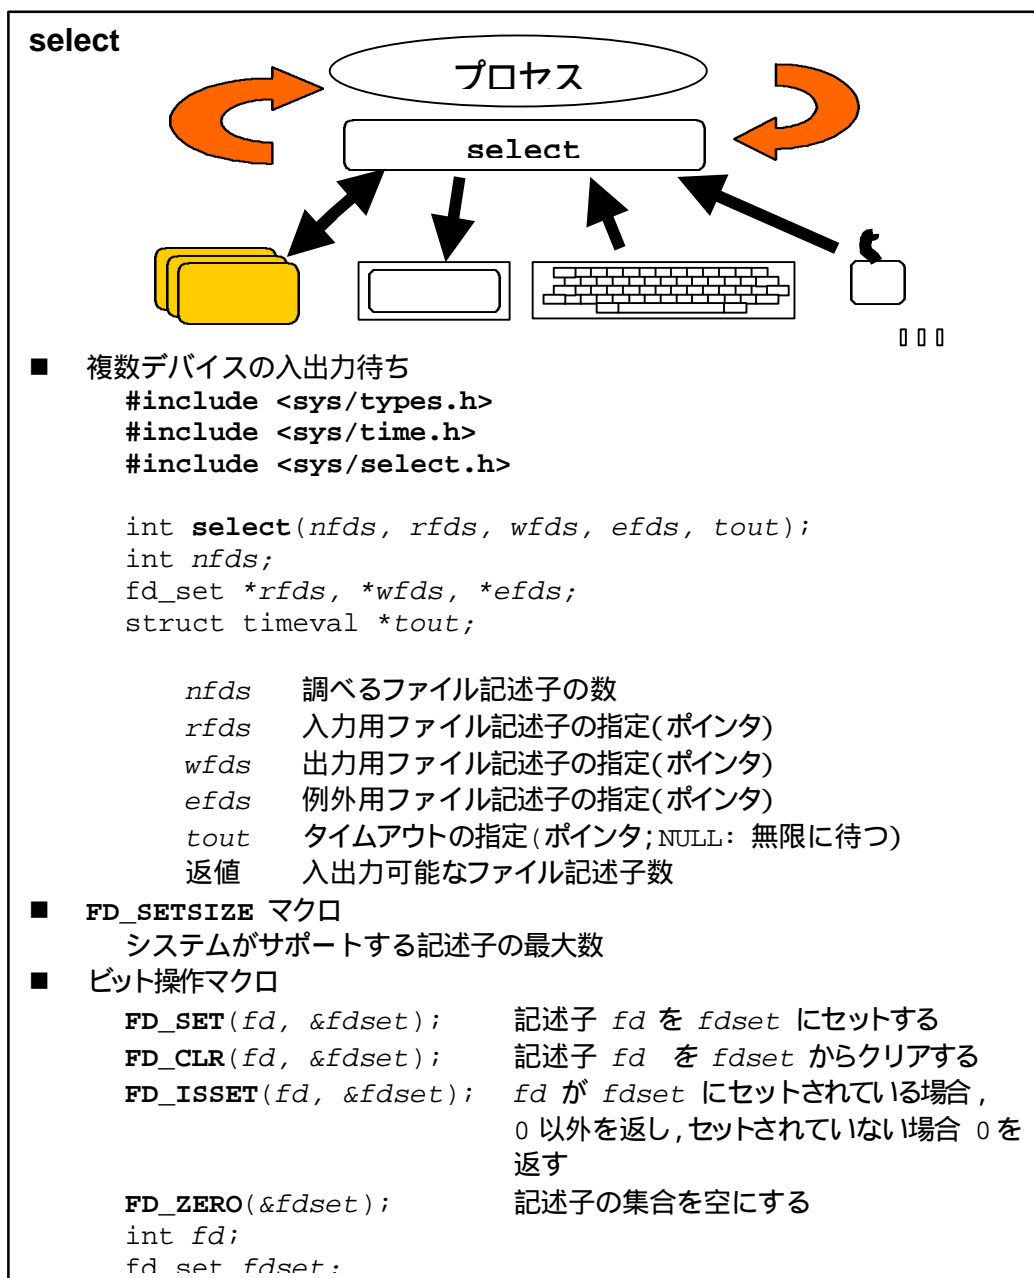 select
プロセス
select
■ 複数デバイスの入出力待ち
#include <sys/types.h>
#include <sys/time.h>
#include <sys/select.h>
int select(nfds, rfds, wfds, efds, tout);
int nfds;
fd_set *rfds, *wfds, *efds;
struct timeval *tout;
nfds 調べるファイル記述子の数
rfds 入力用ファイル記述子の指定(ポインタ)
wfds 出力用ファイル記述子の指定(ポインタ)
efds 例外用ファイル記述子の指定(ポインタ)
tout タイムアウトの指定(ポインタ;NULL: 無限に待つ)
返値 入出力可能なファイル記述子数
■ FD_SETSIZE マクロ
システムがサポートする記述子の最大数
■ ビット操作マクロ
FD_SET(fd, &fdset); 記述子 fd を fdset にセットする
FD_CLR(fd, &fdset); 記述子 fd を fdset からクリアする
FD_ISSET(fd, &fdset); fd が fdset にセットされている場合,
0 以外を返し,セットされていない場合 0 を
返す
FD_ZERO(&fdset); 記述子の集合を空にする
int fd;
fd_set fdset;